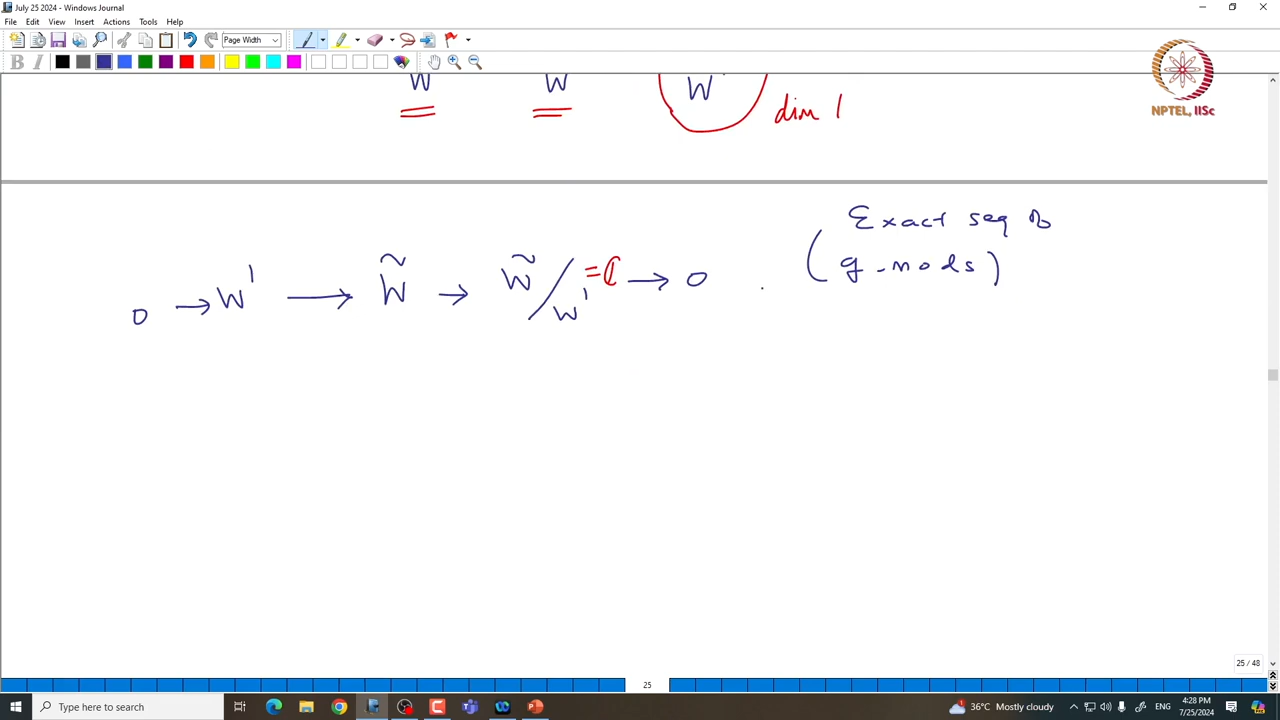 July 25 2024 - Windows Journal
File Edit View Insert Actions Tools Help
Page Width
B i
NPTEL, IISc
W W W' dim 1
Exact seq of
(g-mods)
0 → W' → W̃ → W̃/W' = ℂ → 0
25 / 48
25
Type here to search
36°C Mostly cloudy
4:28 PM
7/25/2024